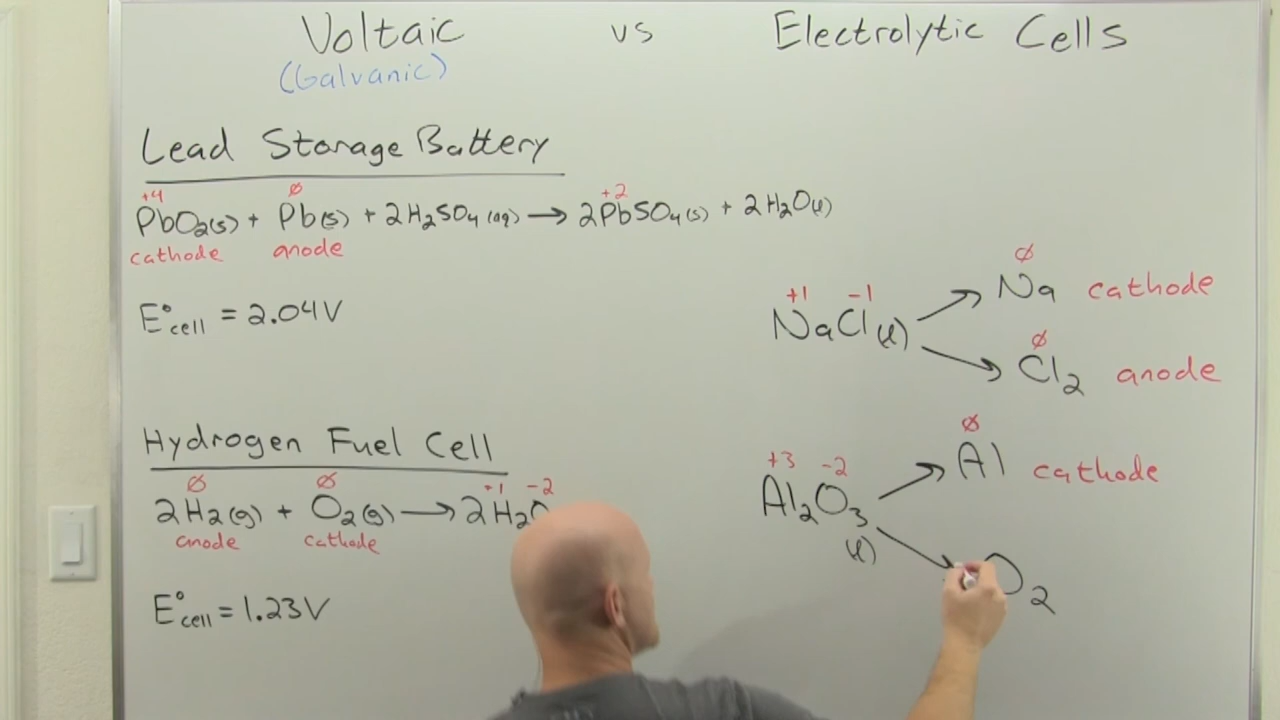 Voltaic vs Electrolytic Cells
(Galvanic)
Lead Storage Battery
+4 ∅ +2
PbO₂(s) + Pb(s) + 2H₂SO₄(aq) → 2PbSO₄(s) + 2H₂O(l)
cathode anode
E°cell = 2.04V
Hydrogen Fuel Cell
∅ ∅ +1 -2
2H₂(g) + O₂(g) → 2H₂O
anode cathode
E°cell = 1.23V
∅
Na cathode
+1 -1
NaCl(l)
∅
Cl₂ anode
∅
Al cathode
+3 -2
Al₂O₃
(l)
O₂